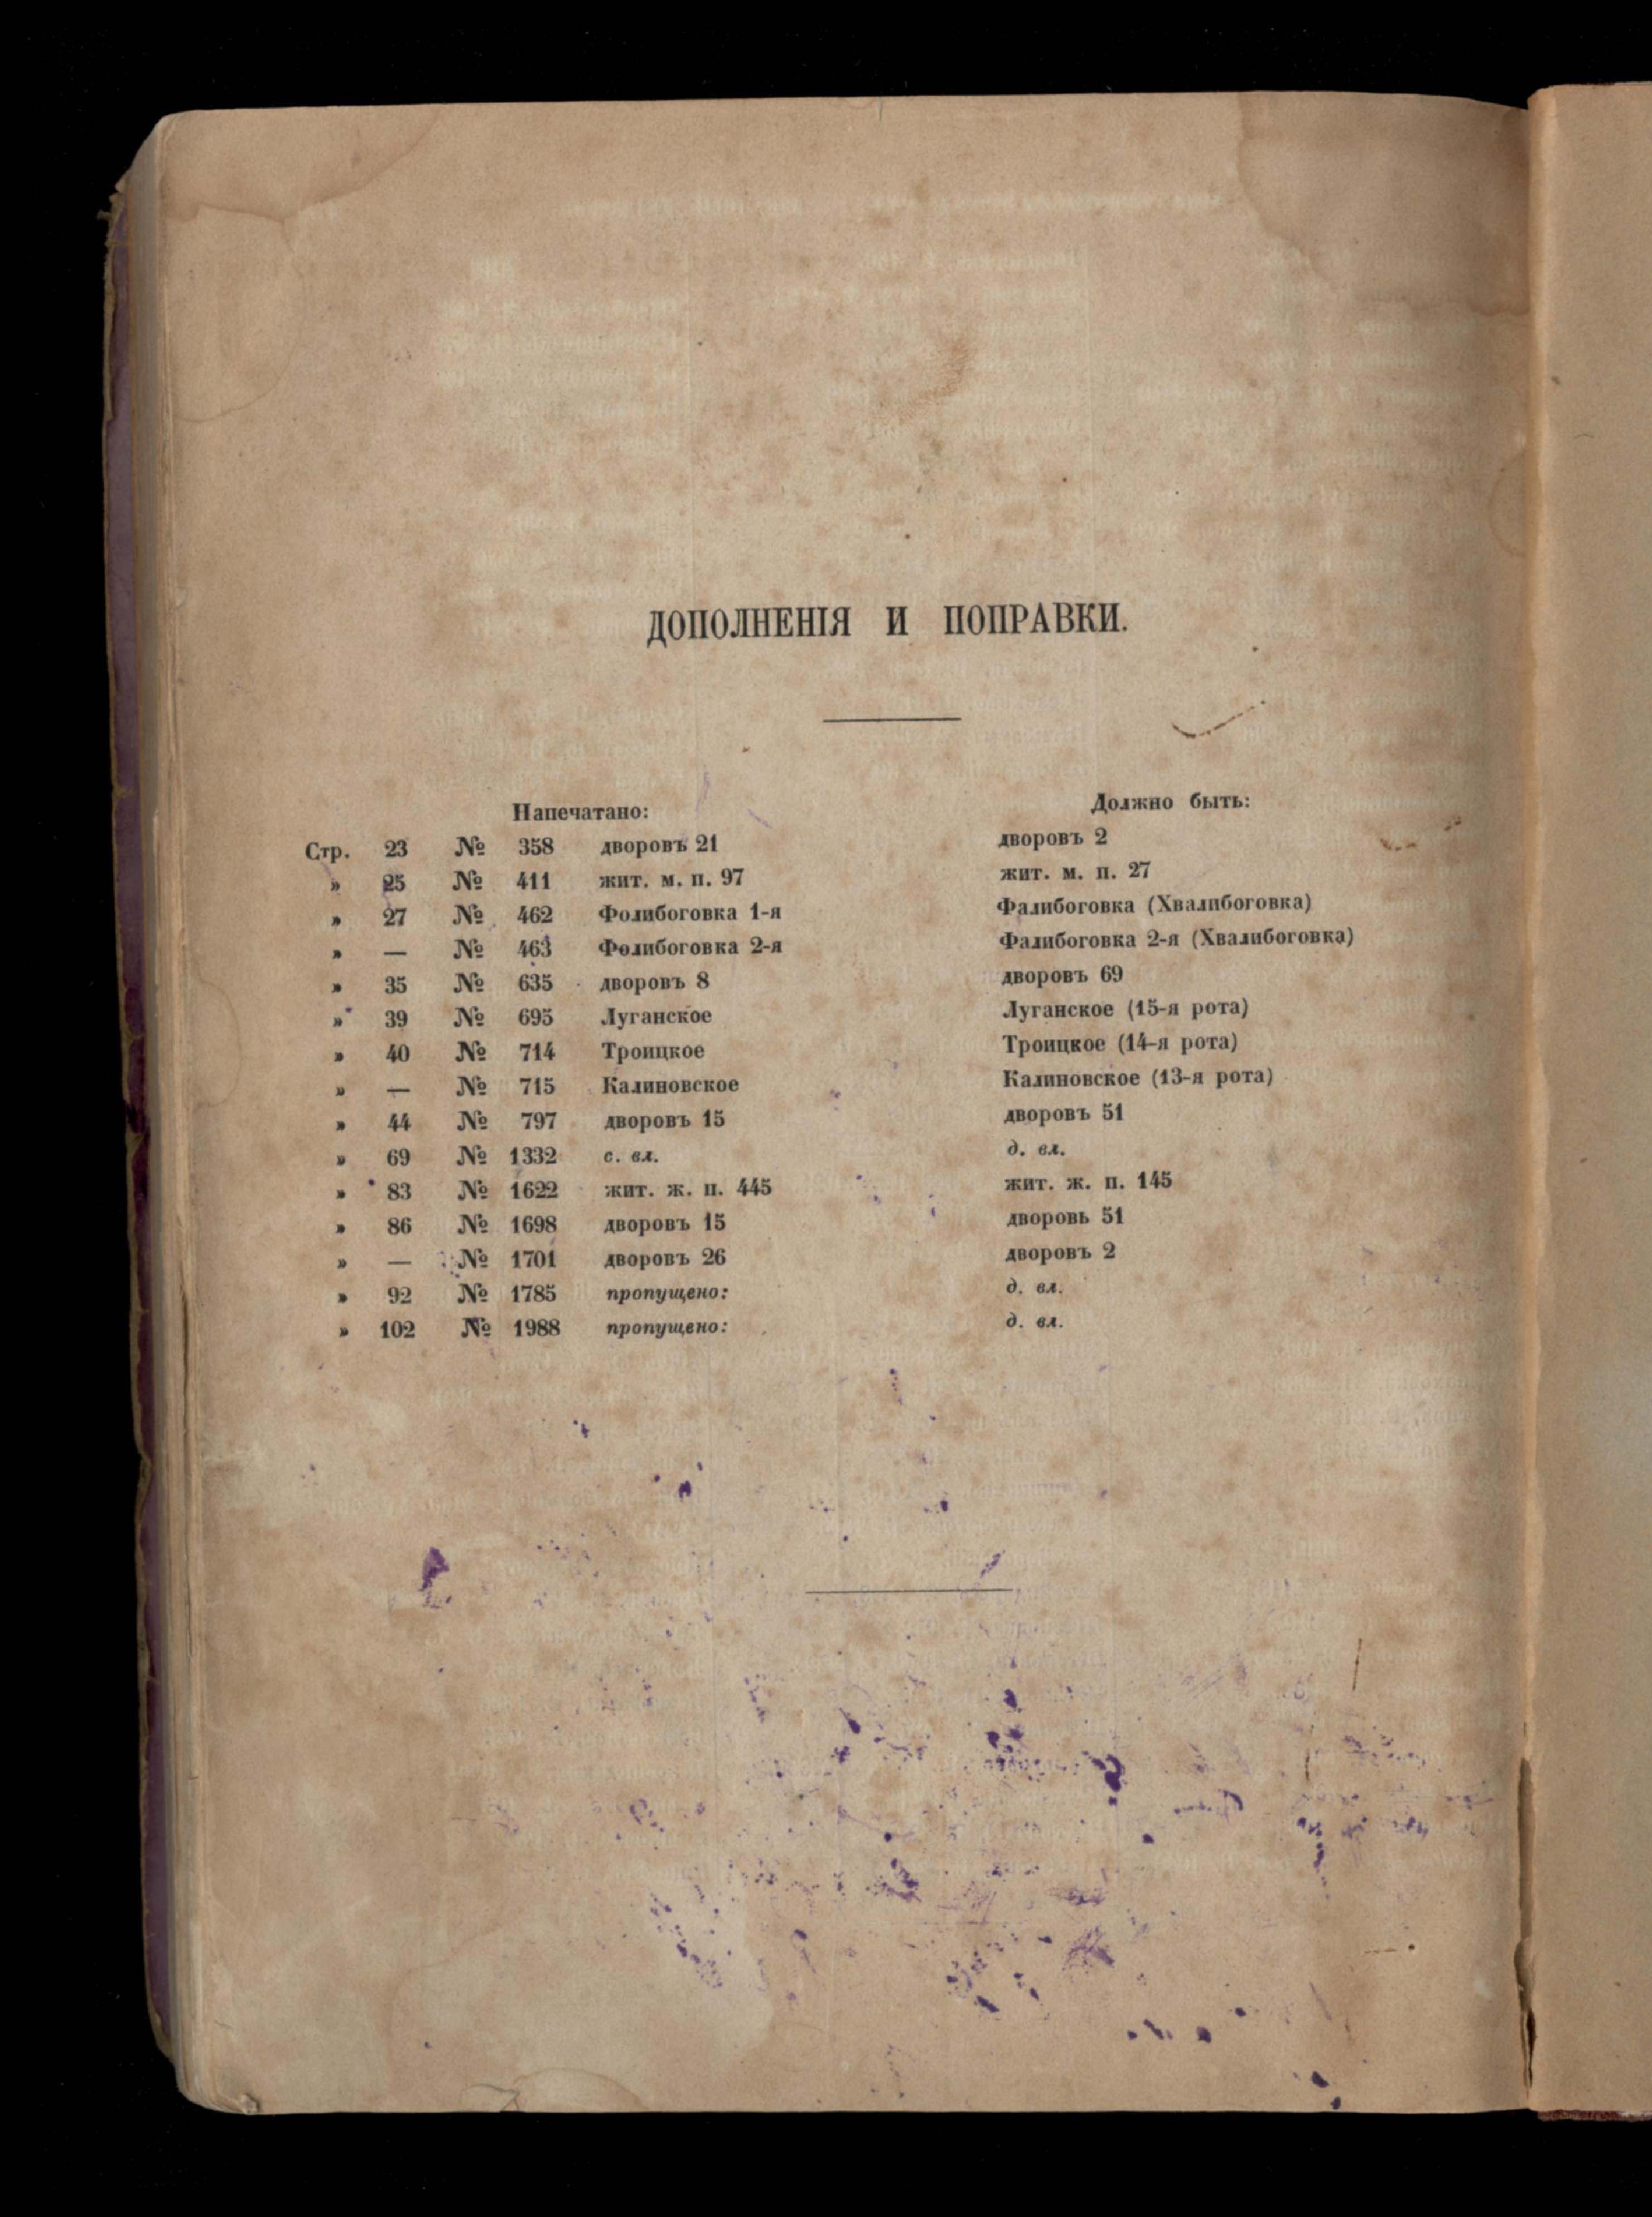 ДОПОЛНЕНІЯ И ПОПРАВКИ.
Напечатано: Должно быть:
Стр. 23 № 358 дворовъ 21 дворовъ 2
» 25 № 411 жит. м. п. 97 жит. м. п. 27
» 27 № 462 Фолибоговка 1-я Фалибоговка (Хвалибоговка)
» — № 463 Фолибоговка 2-я Фалибоговка 2-я (Хвалибоговка)
» 35 № 635 дворовъ 8 дворовъ 69
» 39 № 695 Луганское Луганское (15-я рота)
» 40 № 714 Троицкое Троицкое (14-я рота)
» — № 715 Калиновское Калиновское (13-я рота)
» 44 № 797 дворовъ 15 дворовъ 51
» 69 № 1332 с. вл. д. вл.
» 83 № 1622 жит. ж. п. 445 жит. ж. п. 145
» 86 № 1698 дворовъ 15 дворовь 51
» — № 1701 дворовъ 26 дворовъ 2
» 92 № 1785 пропущено: д. вл.
» 102 № 1988 пропущено: д. вл.